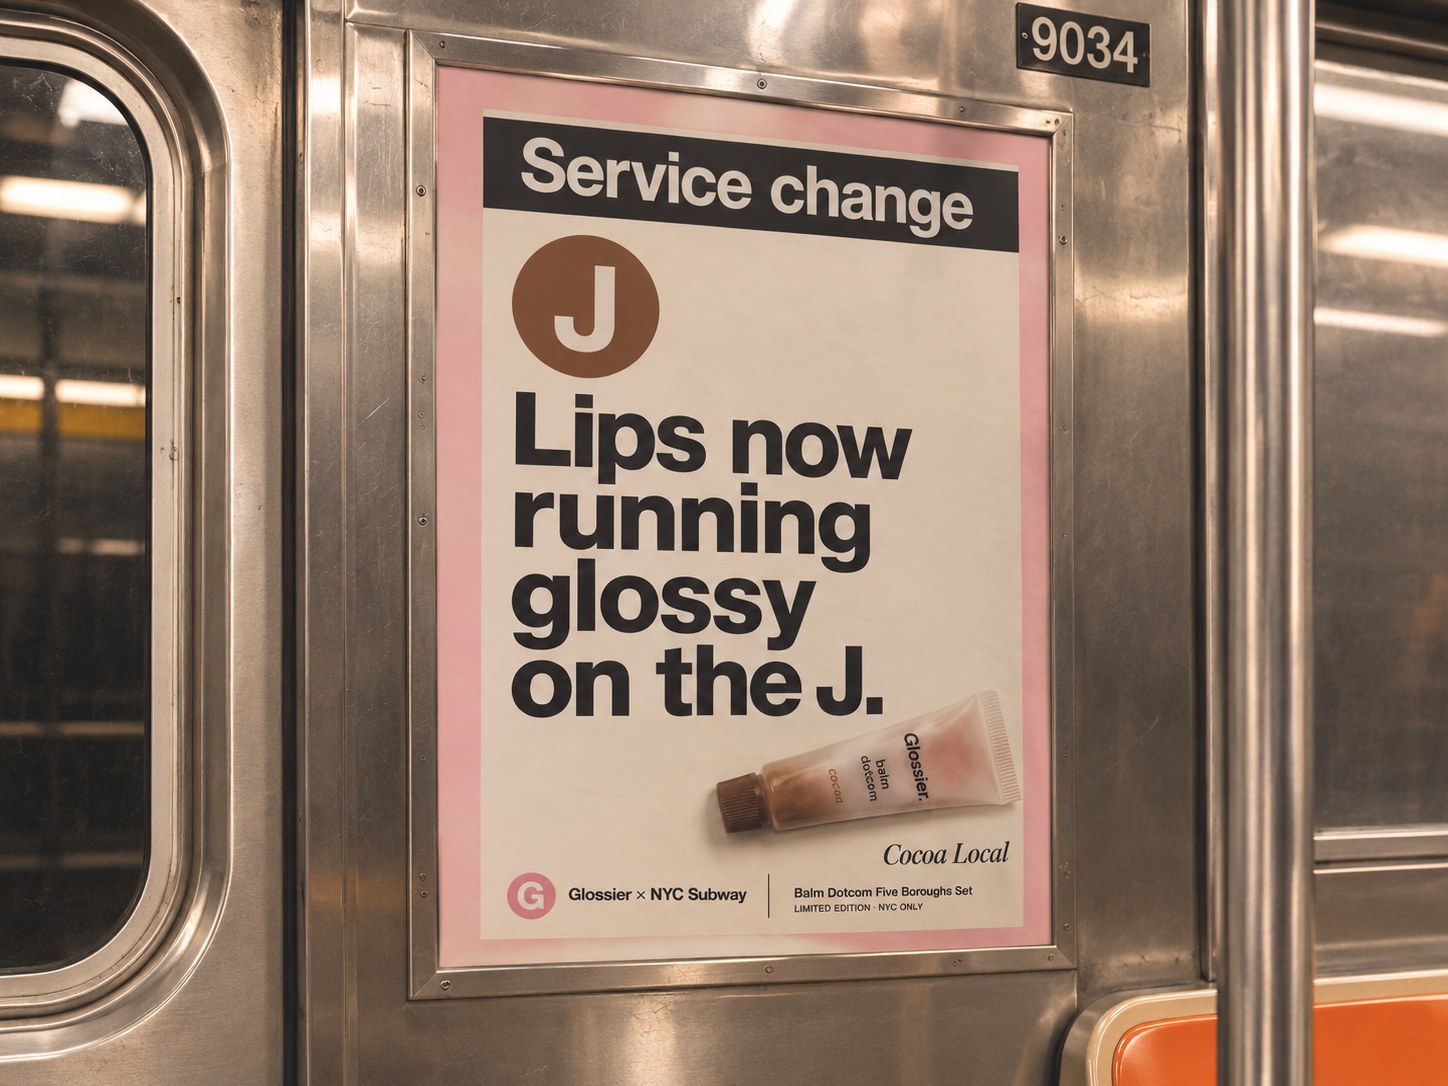 9034
Service change
J
Lips now
running
glossy
on the J.
Glossier.
balm
dotcom
cocoa
Cocoa Local
G
Glossier × NYC Subway
Balm Dotcom Five Boroughs Set
LIMITED EDITION · NYC ONLY